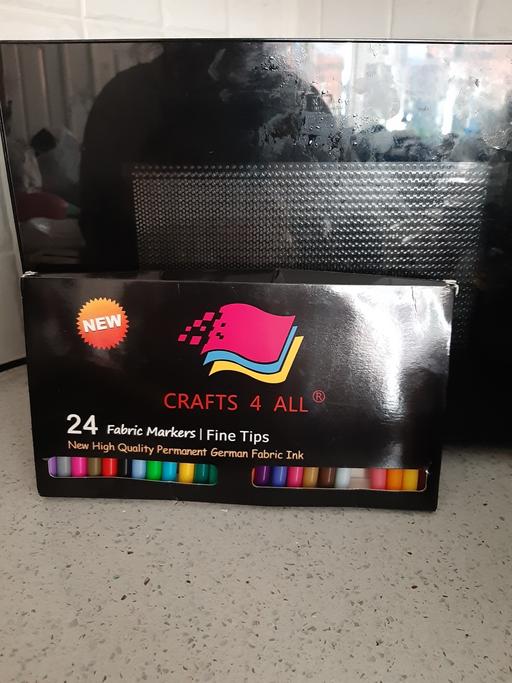 NEW
CRAFTS 4 ALL®
24 Fabric Markers | Fine Tips
New High Quality Permanent German Fabric Ink